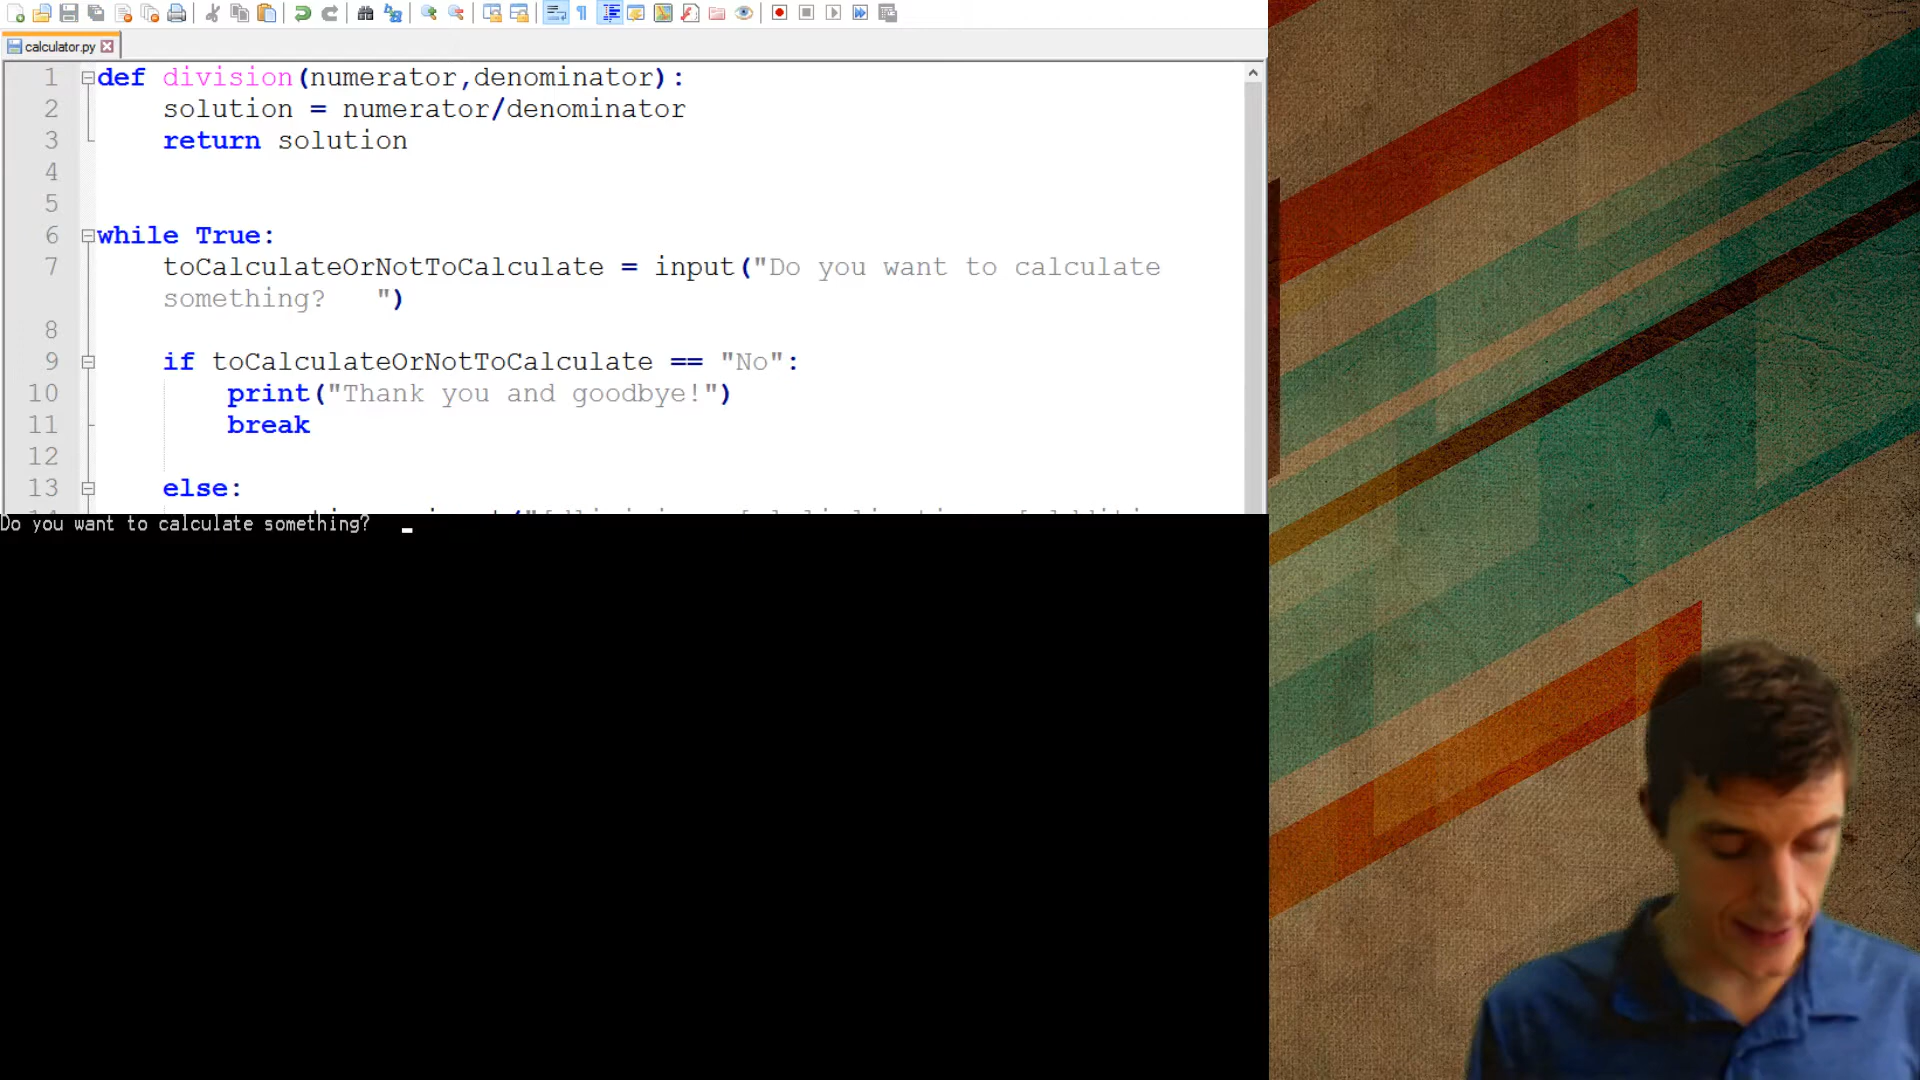 calculator.py
1 def division(numerator,denominator):
2 solution = numerator/denominator
3 return solution
4
5
6 while True:
7 toCalculateOrNotToCalculate = input("Do you want to calculate
something?   ")
8
9 if toCalculateOrNotToCalculate == "No":
10 print("Thank you and goodbye!")
11 break
12
13 else:
Do you want to calculate something?